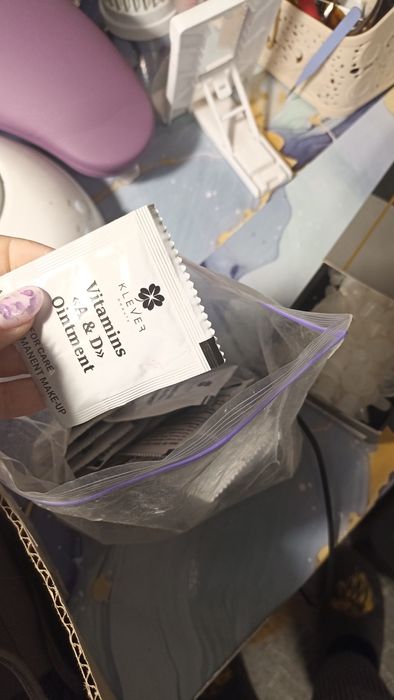 KLEVER
Vitamins
«A & D»
Ointment
FOR CARE
MANENT MAKE-UP